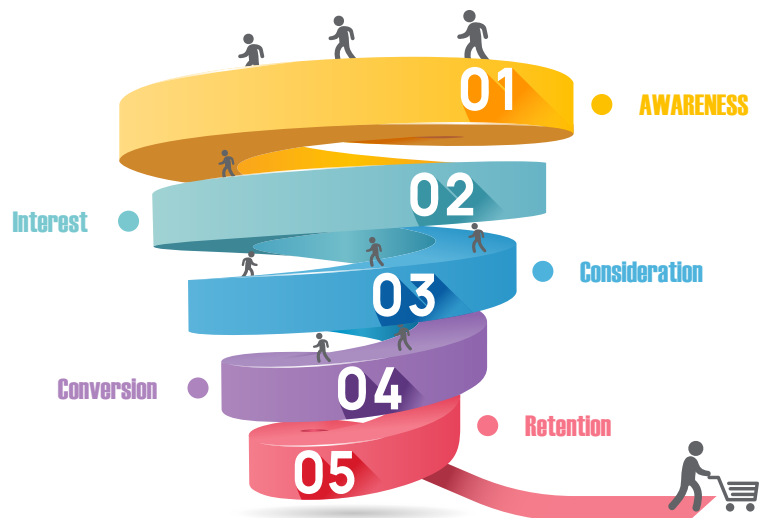 01
AWARENESS
02
Interest
03
Consideration
04
Conversion
05
Retention